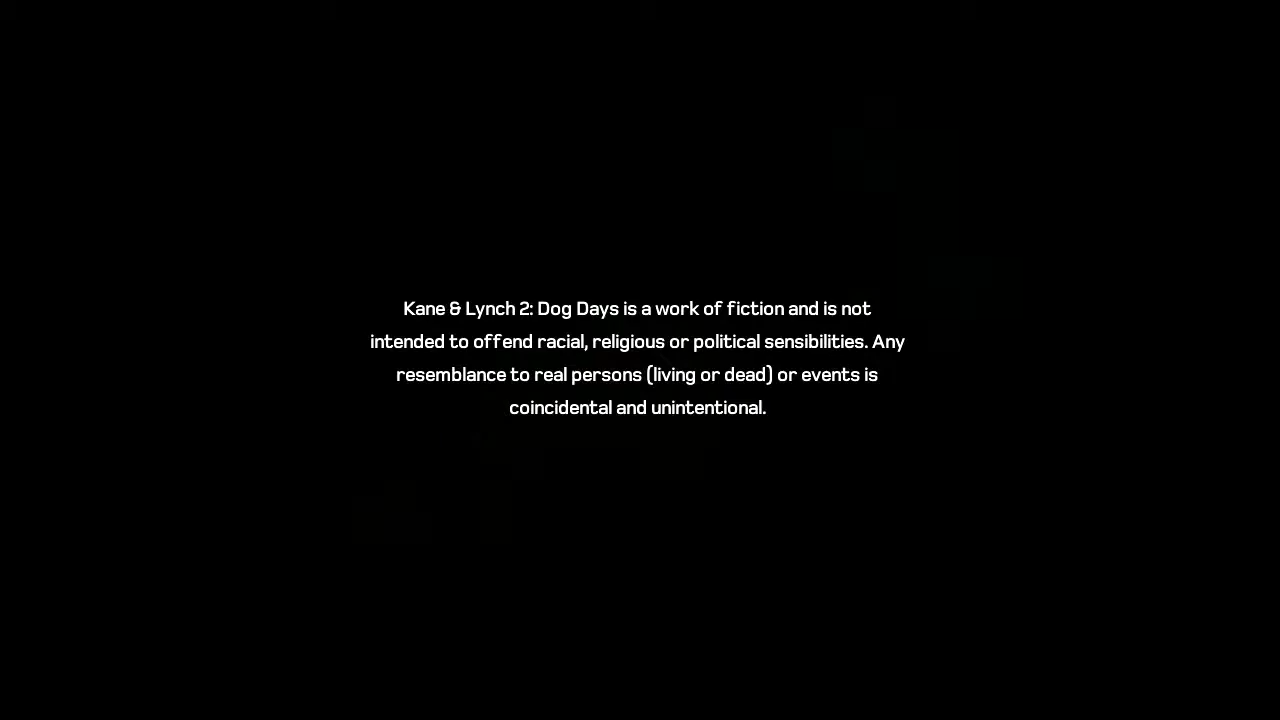 Kane & Lynch 2: Dog Days is a work of fiction and is not
intended to offend racial, religious or political sensibilities. Any
resemblance to real persons (living or dead) or events is
coincidental and unintentional.